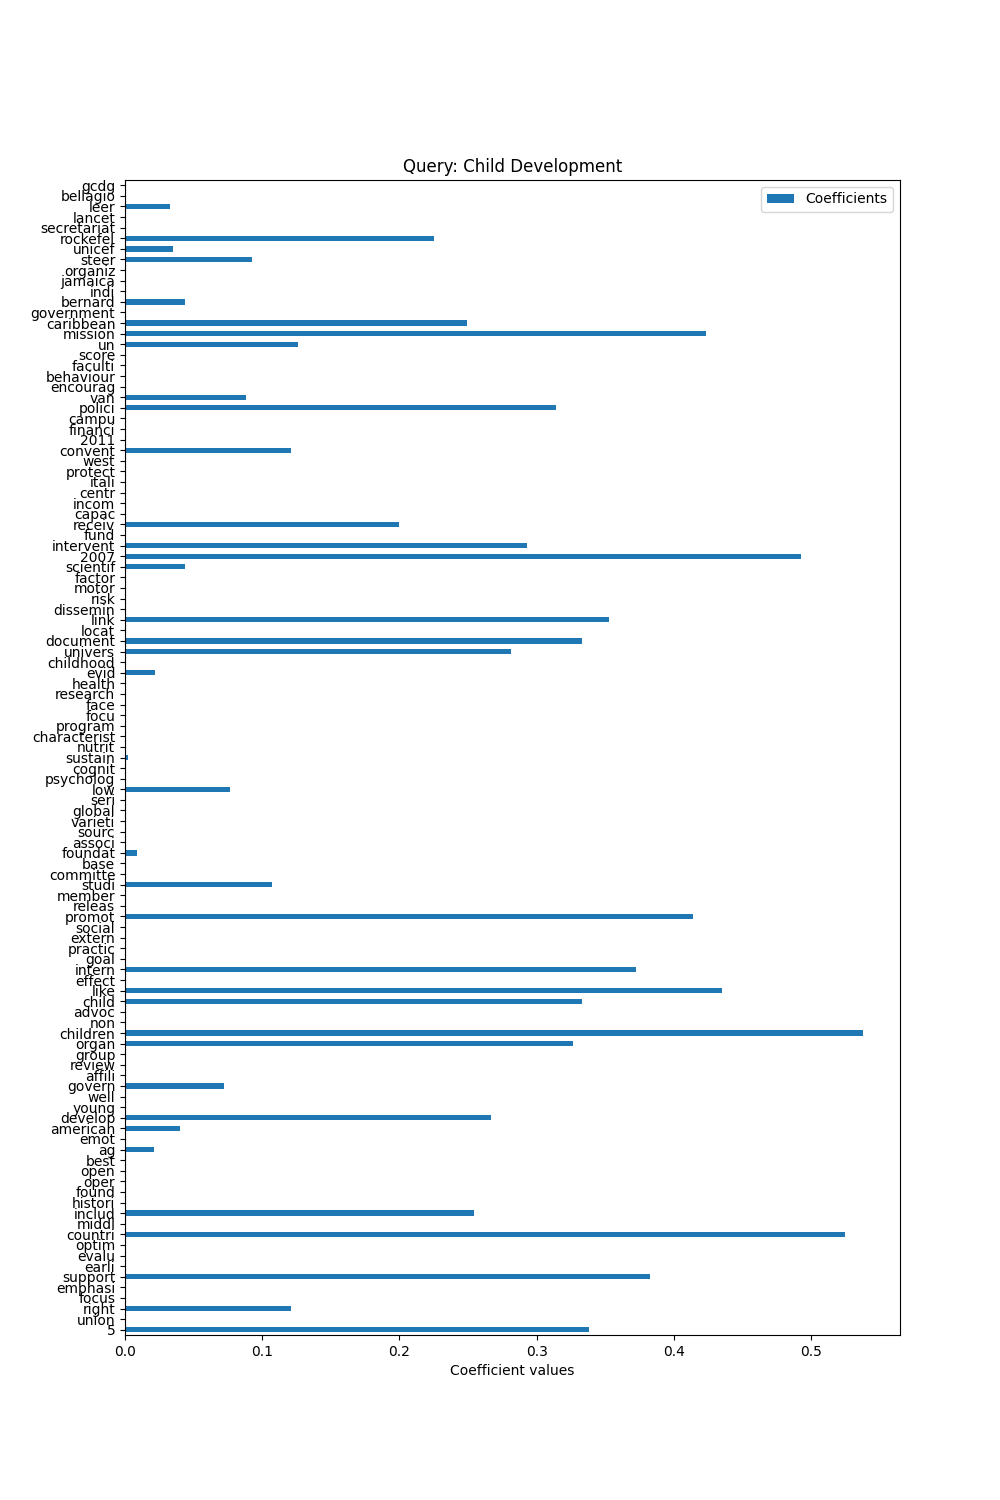 Query: Child Development
Coefficients
gcdg
bellagio
leer
lancet
secretariat
rockefel
unicef
steer
organiz
jamaica
indi
bernard
government
caribbean
mission
un
score
faculti
behaviour
encourag
van
polici
campu
financi
2011
convent
west
protect
itali
centr
incom
capac
receiv
fund
intervent
2007
scientif
factor
motor
risk
dissemin
link
locat
document
univers
childhood
evid
health
research
face
focu
program
characterist
nutrit
sustain
cognit
psycholog
low
seri
global
varieti
sourc
associ
foundat
base
committe
studi
member
releas
promot
social
extern
practic
goal
intern
effect
like
child
advoc
non
children
organ
group
review
affili
govern
well
young
develop
american
emot
ag
best
open
oper
found
histori
includ
middl
countri
optim
evalu
earli
support
emphasi
focus
right
union
5
0.0 0.1 0.2 0.3 0.4 0.5
Coefficient values